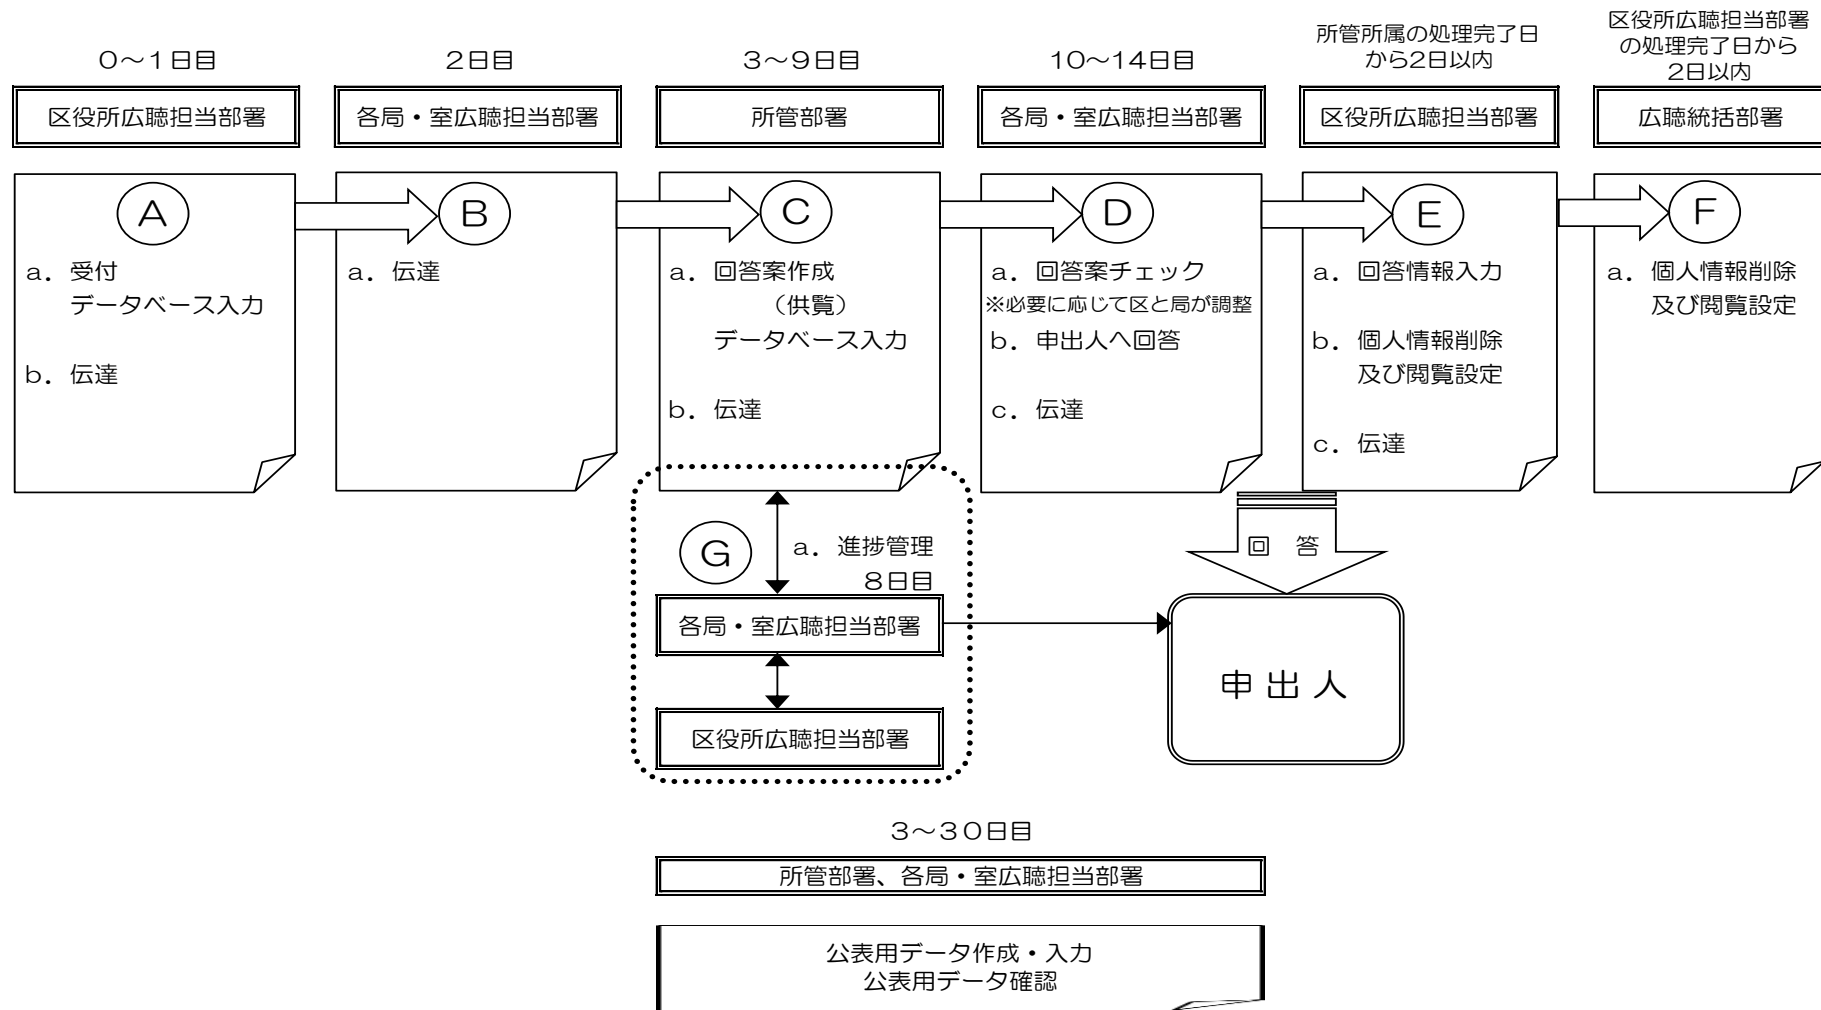 0～1日目
区役所広聴担当部署
A
a．受付
データベース入力
b．伝達
2日目
各局・室広聴担当部署
B
a．伝達
3～9日目
所管部署
C
a．回答案作成
（供覧）
データベース入力
b．伝達
10～14日目
各局・室広聴担当部署
D
a．回答案チェック
※必要に応じて区と局が調整
b．申出人へ回答
c．伝達
所管所属の処理完了日
から2日以内
区役所広聴担当部署
E
a．回答情報入力
b．個人情報削除
及び閲覧設定
c．伝達
区役所広聴担当部署
の処理完了日から
2日以内
広聴統括部署
F
a．個人情報削除
及び閲覧設定
G
a．進捗管理
8日目
各局・室広聴担当部署
区役所広聴担当部署
回　答
申 出 人
3～30日目
所管部署、各局・室広聴担当部署
公表用データ作成・入力
公表用データ確認